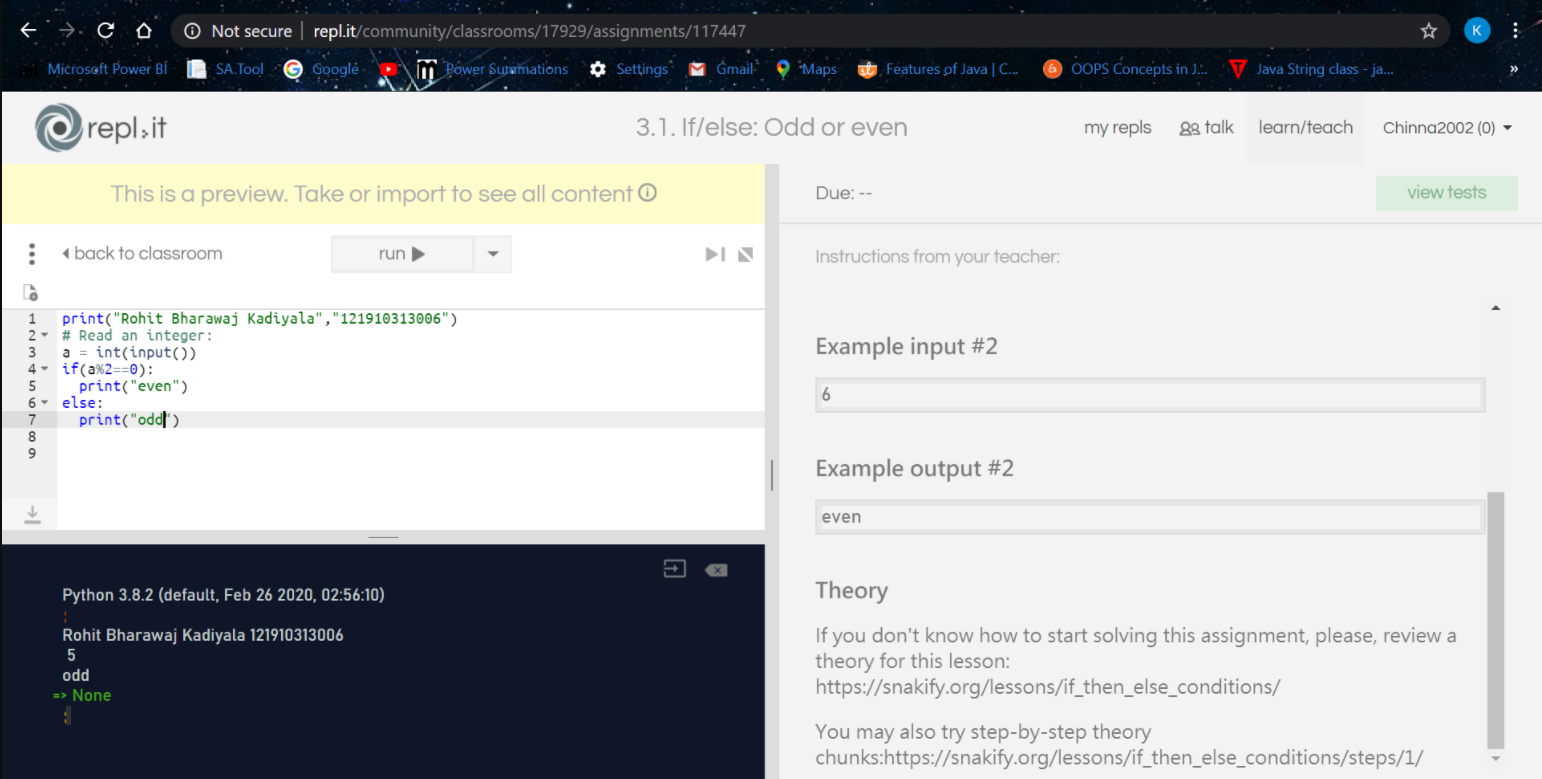 Not secure | repl.it/community/classrooms/17929/assignments/117447
K
Microsoft Power BI SA.Tool Google Power Summations Settings Gmail Maps Features of Java | C... OOPS Concepts in J... Java String class - ja... »
repl.it
3.1. If/else: Odd or even
my repls talk learn/teach Chinna2002 (0)
This is a preview. Take or import to see all content
back to classroom
run
1 print("Rohit Bharawaj Kadiyala","121910313006")
2 # Read an integer:
3 a = int(input())
4 if(a%2==0):
5 print("even")
6 else:
7 print("odd")
8
9
Python 3.8.2 (default, Feb 26 2020, 02:56:10)
Rohit Bharawaj Kadiyala 121910313006
5
odd
=> None
Due: --
view tests
Instructions from your teacher:
Example input #2
6
Example output #2
even
Theory
If you don't know how to start solving this assignment, please, review a
theory for this lesson:
https://snakify.org/lessons/if_then_else_conditions/
You may also try step-by-step theory
chunks:https://snakify.org/lessons/if_then_else_conditions/steps/1/